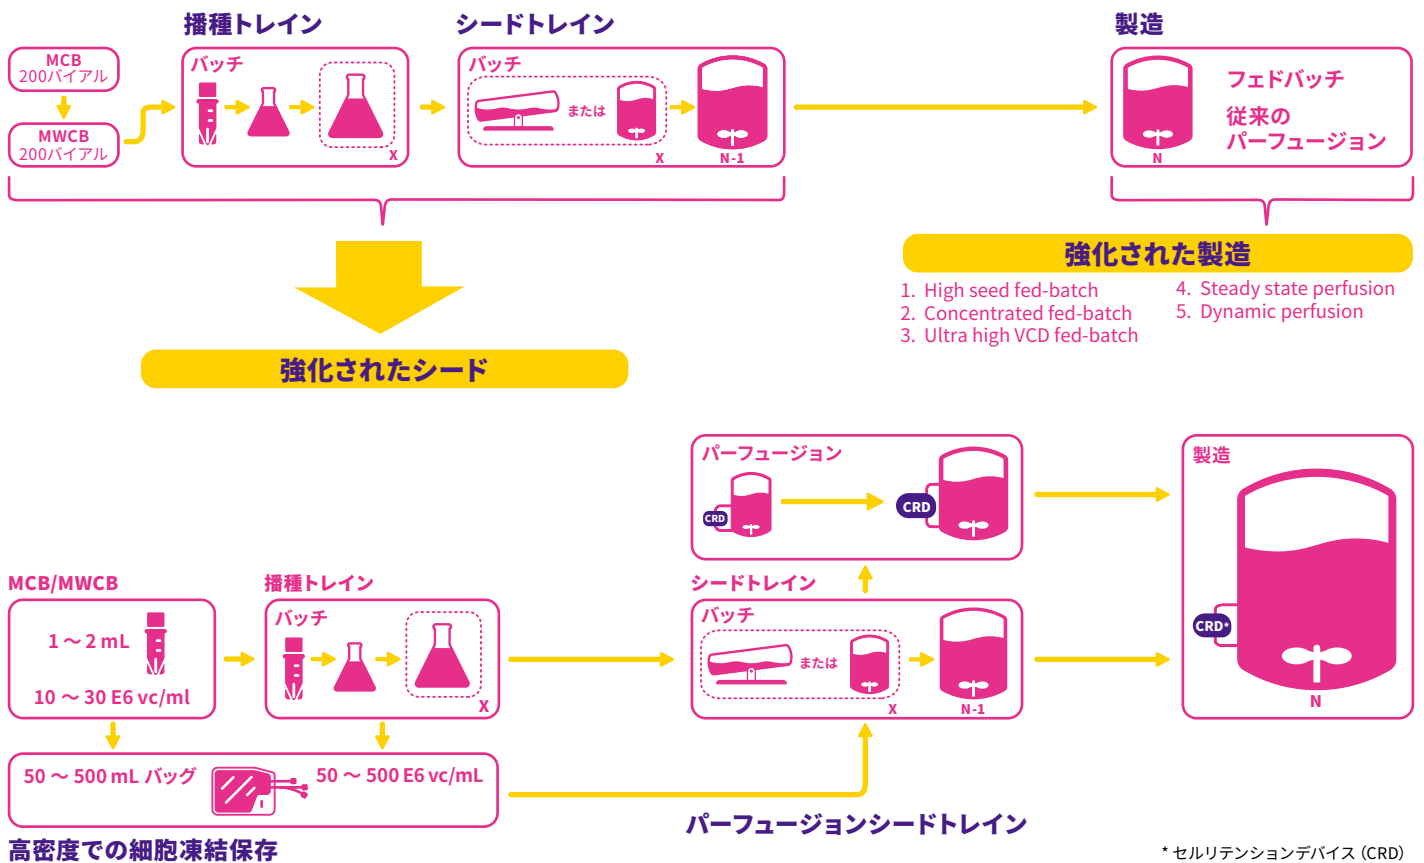 播種トレイン
シードトレイン
製造
MCB
200バイアル
MWCB
200バイアル
バッチ
X
バッチ
または
X
N-1
N
フェドバッチ
従来の
パーフュージョン
強化された製造
1. High seed fed-batch
2. Concentrated fed-batch
3. Ultra high VCD fed-batch
4. Steady state perfusion
5. Dynamic perfusion
強化されたシード
パーフュージョン
CRD
CRD
製造
CRD*
N
MCB/MWCB
1 ～ 2 mL
10 ～ 30 E6 vc/ml
播種トレイン
バッチ
X
シードトレイン
バッチ
または
X
N-1
50 ～ 500 mL バッグ
50 ～ 500 E6 vc/mL
高密度での細胞凍結保存
パーフュージョンシードトレイン
* セルリテンションデバイス（CRD）